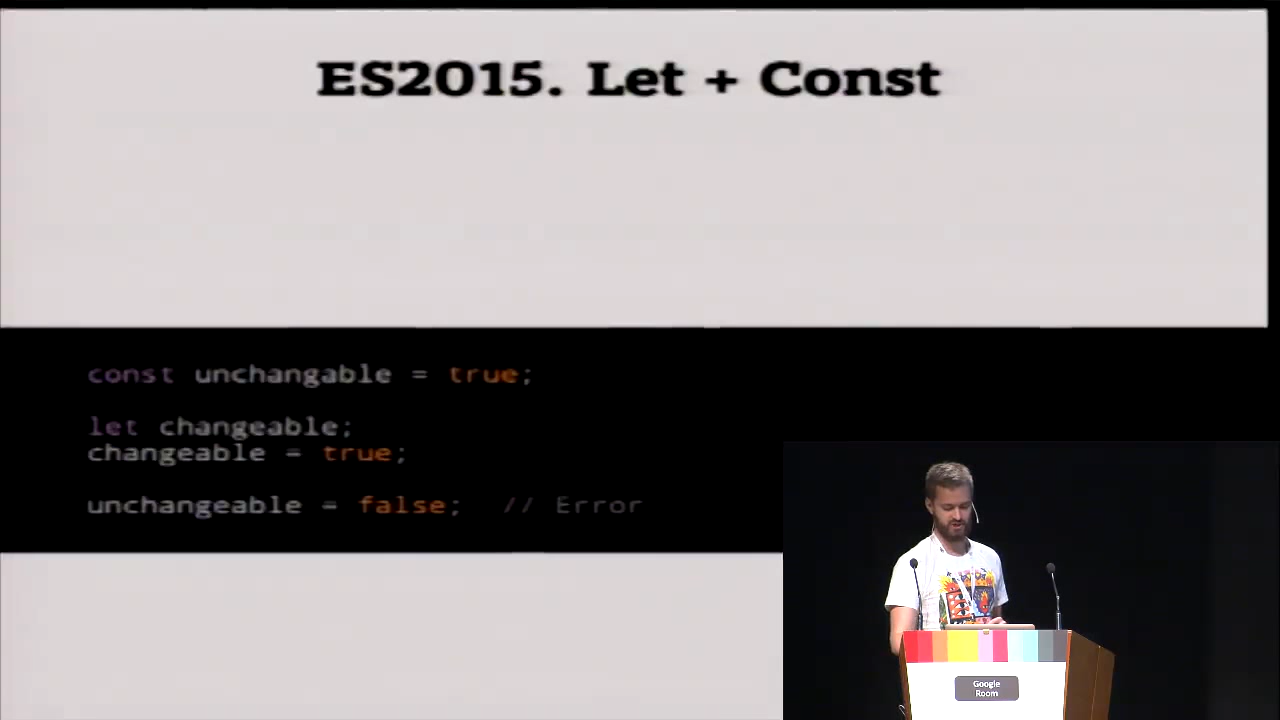 ES2015. Let + Const
const unchangable = true;
let changeable;
changeable = true;
unchangeable = false;  // Error
Google
Room